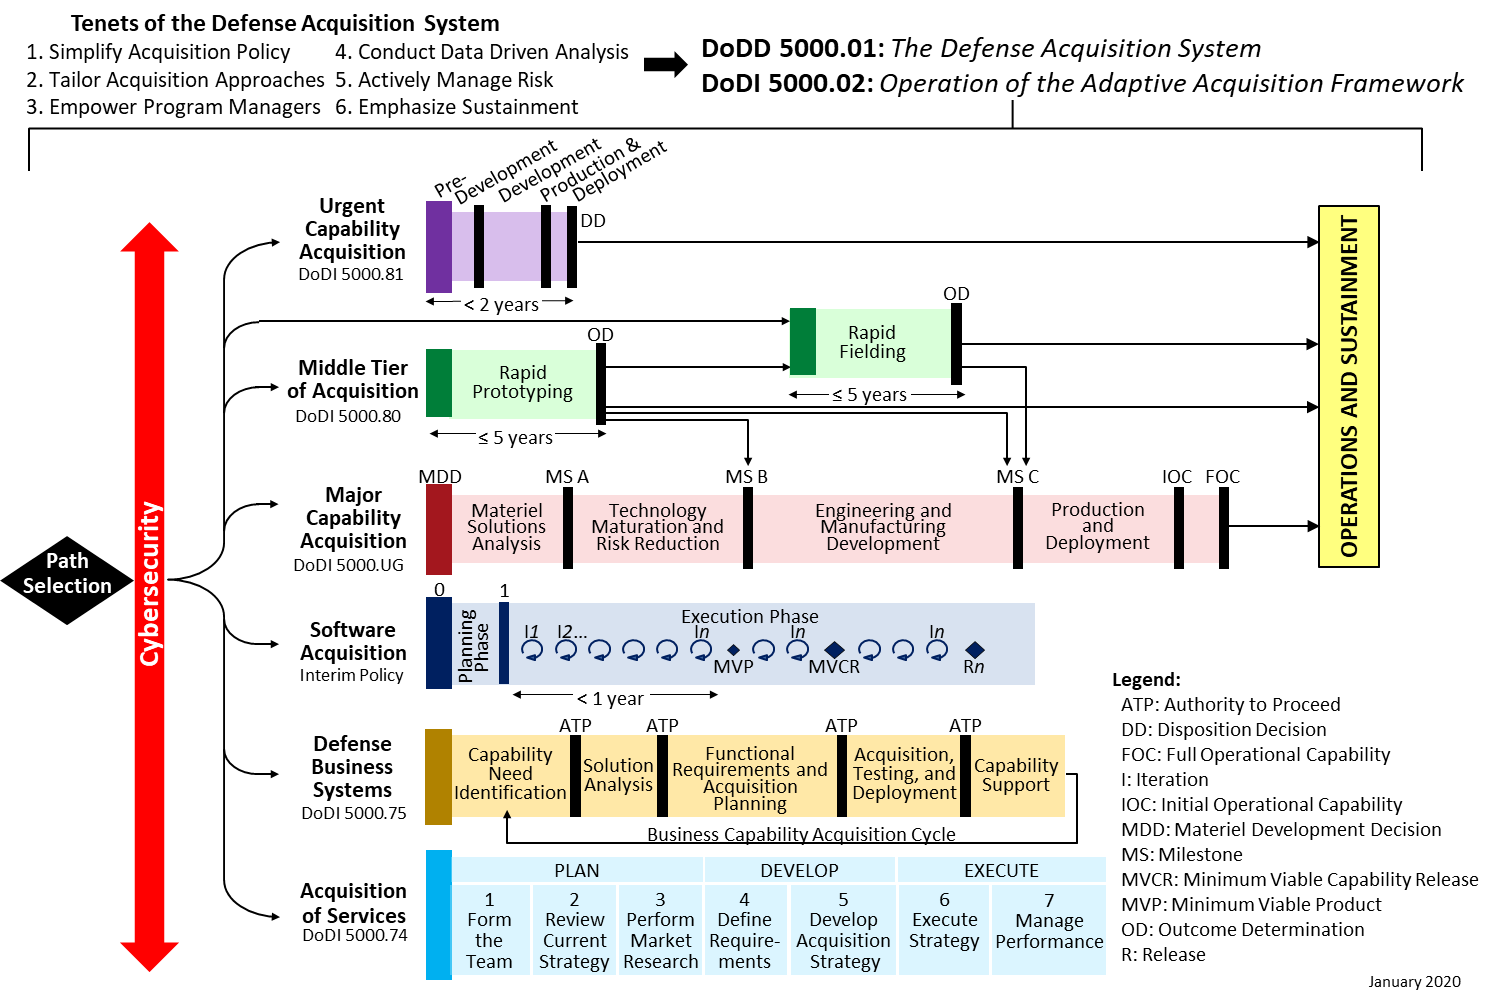 Tenets of the Defense Acquisition System
1. Simplify Acquisition Policy
2. Tailor Acquisition Approaches
3. Empower Program Managers
4. Conduct Data Driven Analysis
5. Actively Manage Risk
6. Emphasize Sustainment
DoDD 5000.01: The Defense Acquisition System
DoDI 5000.02: Operation of the Adaptive Acquisition Framework
Path
Selection
Cybersecurity
Urgent
Capability
Acquisition
DoDI 5000.81
Pre-
Development
Development
Production &
Deployment
DD
< 2 years
Middle Tier
of Acquisition
DoDI 5000.80
Rapid
Prototyping
OD
≤ 5 years
Rapid
Fielding
OD
≤ 5 years
Major
Capability
Acquisition
DoDI 5000.UG
MDD
Materiel
Solutions
Analysis
MS A
Technology
Maturation and
Risk Reduction
MS B
Engineering and
Manufacturing
Development
MS C
Production
and
Deployment
IOC
FOC
OPERATIONS AND SUSTAINMENT
Software
Acquisition
Interim Policy
0
Planning
Phase
1
Execution Phase
I1
I2...
In
MVP
In
MVCR
In
Rn
< 1 year
Defense
Business
Systems
DoDI 5000.75
Capability
Need
Identification
ATP
Solution
Analysis
ATP
Functional
Requirements and
Acquisition
Planning
ATP
Acquisition,
Testing, and
Deployment
ATP
Capability
Support
Business Capability Acquisition Cycle
Acquisition
of Services
DoDI 5000.74
PLAN
DEVELOP
EXECUTE
1
Form
the
Team
2
Review
Current
Strategy
3
Perform
Market
Research
4
Define
Require-
ments
5
Develop
Acquisition
Strategy
6
Execute
Strategy
7
Manage
Performance
Legend:
ATP: Authority to Proceed
DD: Disposition Decision
FOC: Full Operational Capability
I: Iteration
IOC: Initial Operational Capability
MDD: Materiel Development Decision
MS: Milestone
MVCR: Minimum Viable Capability Release
MVP: Minimum Viable Product
OD: Outcome Determination
R: Release
January 2020